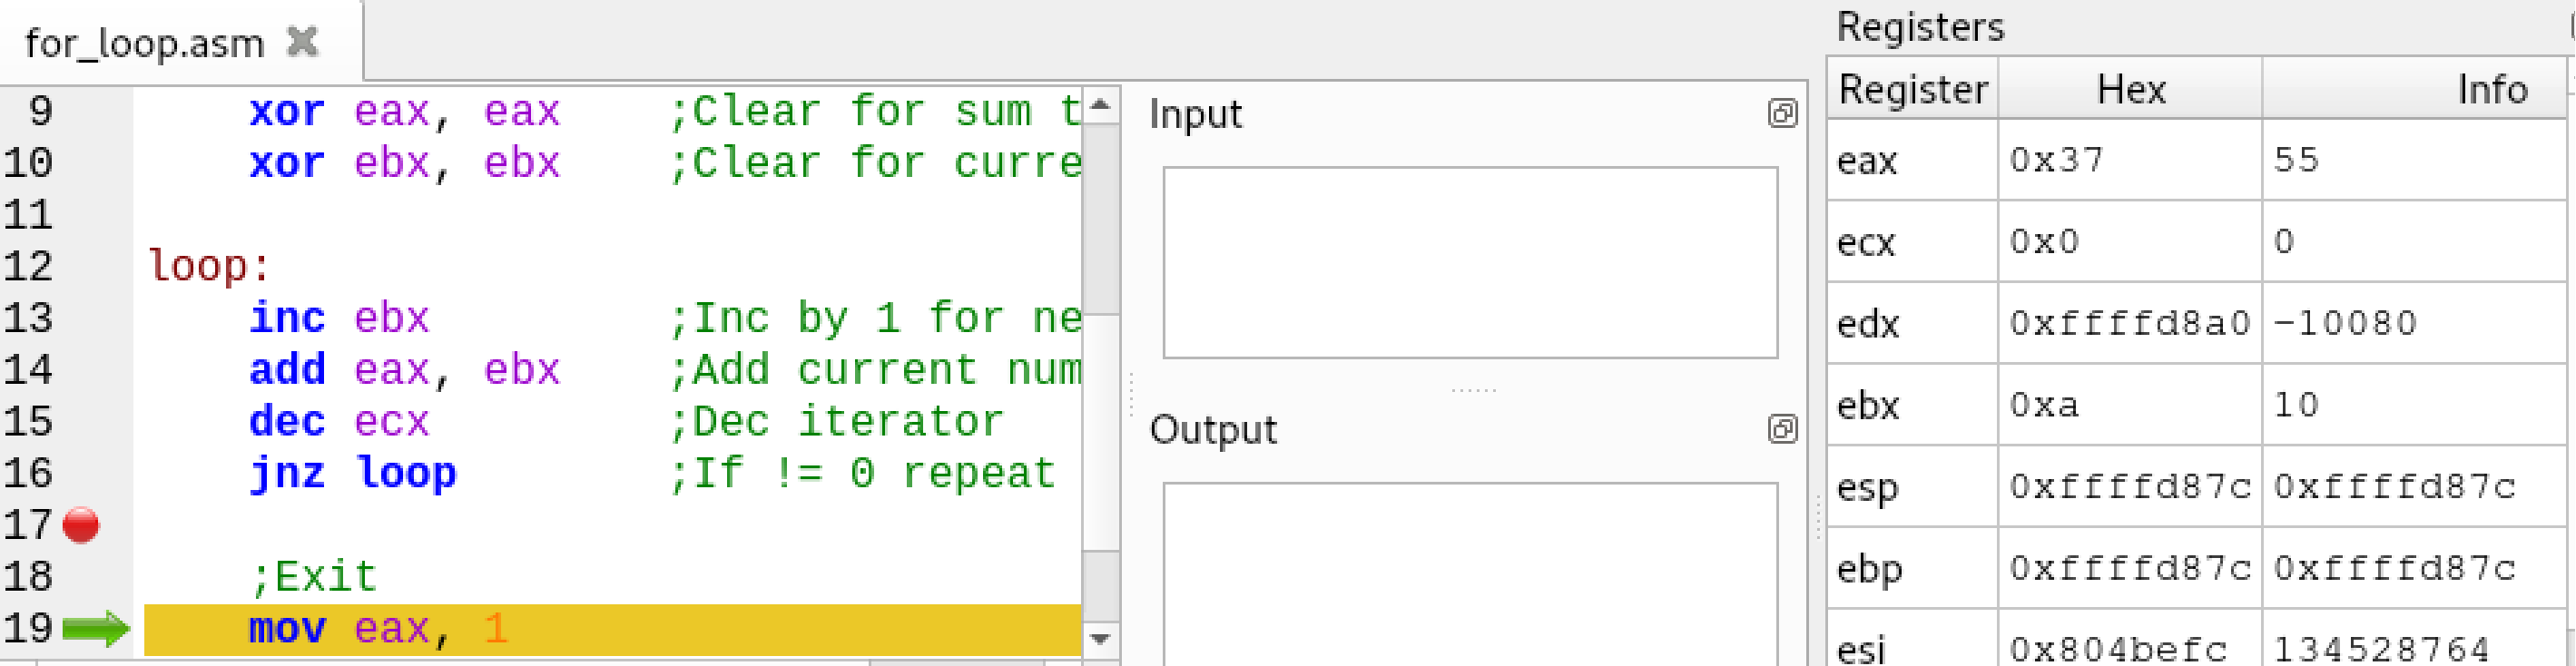 for_loop.asm
9 xor eax, eax ;Clear for sum t
10 xor ebx, ebx ;Clear for curre
11
12 loop:
13 inc ebx ;Inc by 1 for ne
14 add eax, ebx ;Add current num
15 dec ecx ;Dec iterator
16 jnz loop ;If != 0 repeat
17
18 ;Exit
19 mov eax, 1
Input
Output
Registers
Register Hex Info
eax 0x37 55
ecx 0x0 0
edx 0xffffd8a0 -10080
ebx 0xa 10
esp 0xffffd87c 0xffffd87c
ebp 0xffffd87c 0xffffd87c
esi 0x804befc 134528764